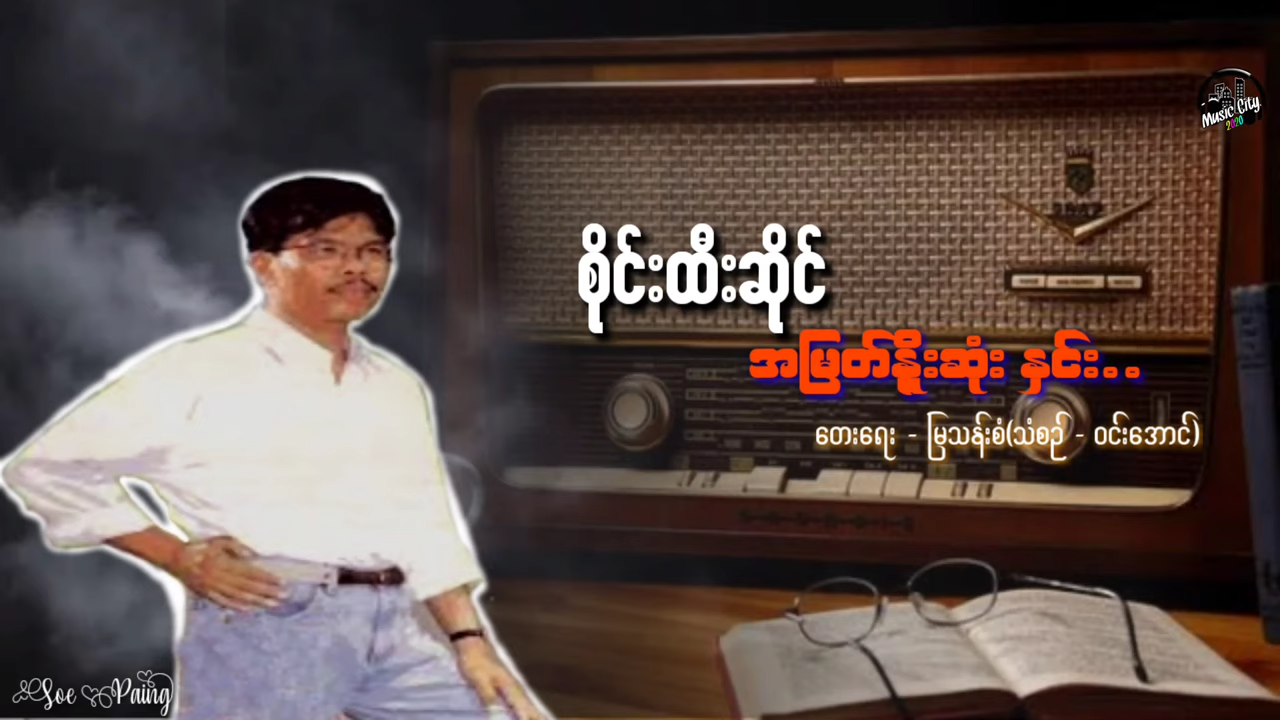 Music City
2020
စိုင်းထီးဆိုင်
အမြတ်နိူးဆုံး နှင်း..
တေးရေး - မြသန်းစံ(သံစဉ် - ဝင်းအောင်)
Soe Paing